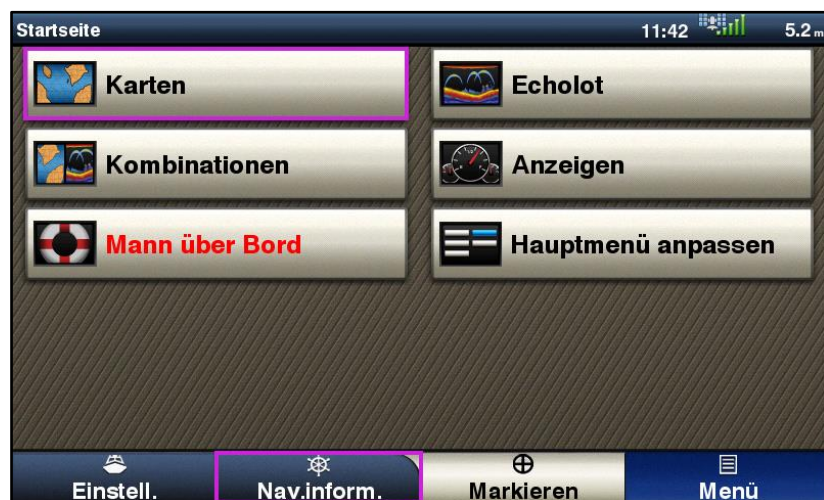 Startseite 11:42 5.2 m
Karten Echolot
Kombinationen Anzeigen
Mann über Bord Hauptmenü anpassen
Einstell. Nav.inform. Markieren Menü